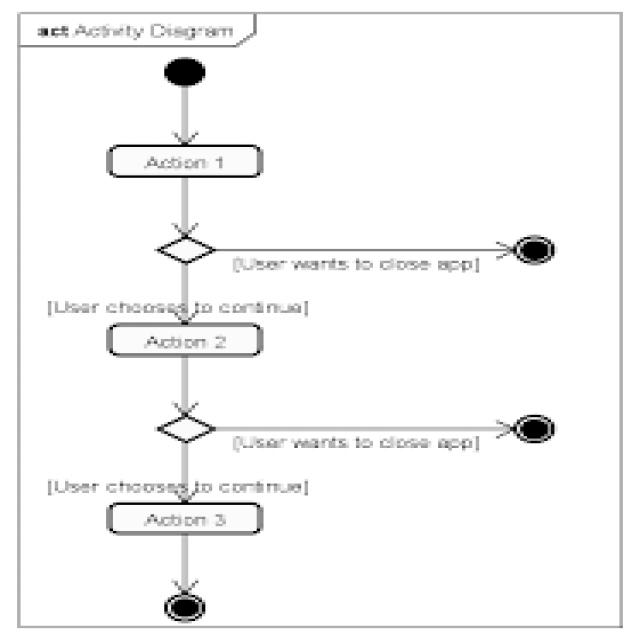 act Activity Diagram
Action 1
[User wants to close app]
[User chooses to continue]
Action 2
[User wants to close app]
[User chooses to continue]
Action 3